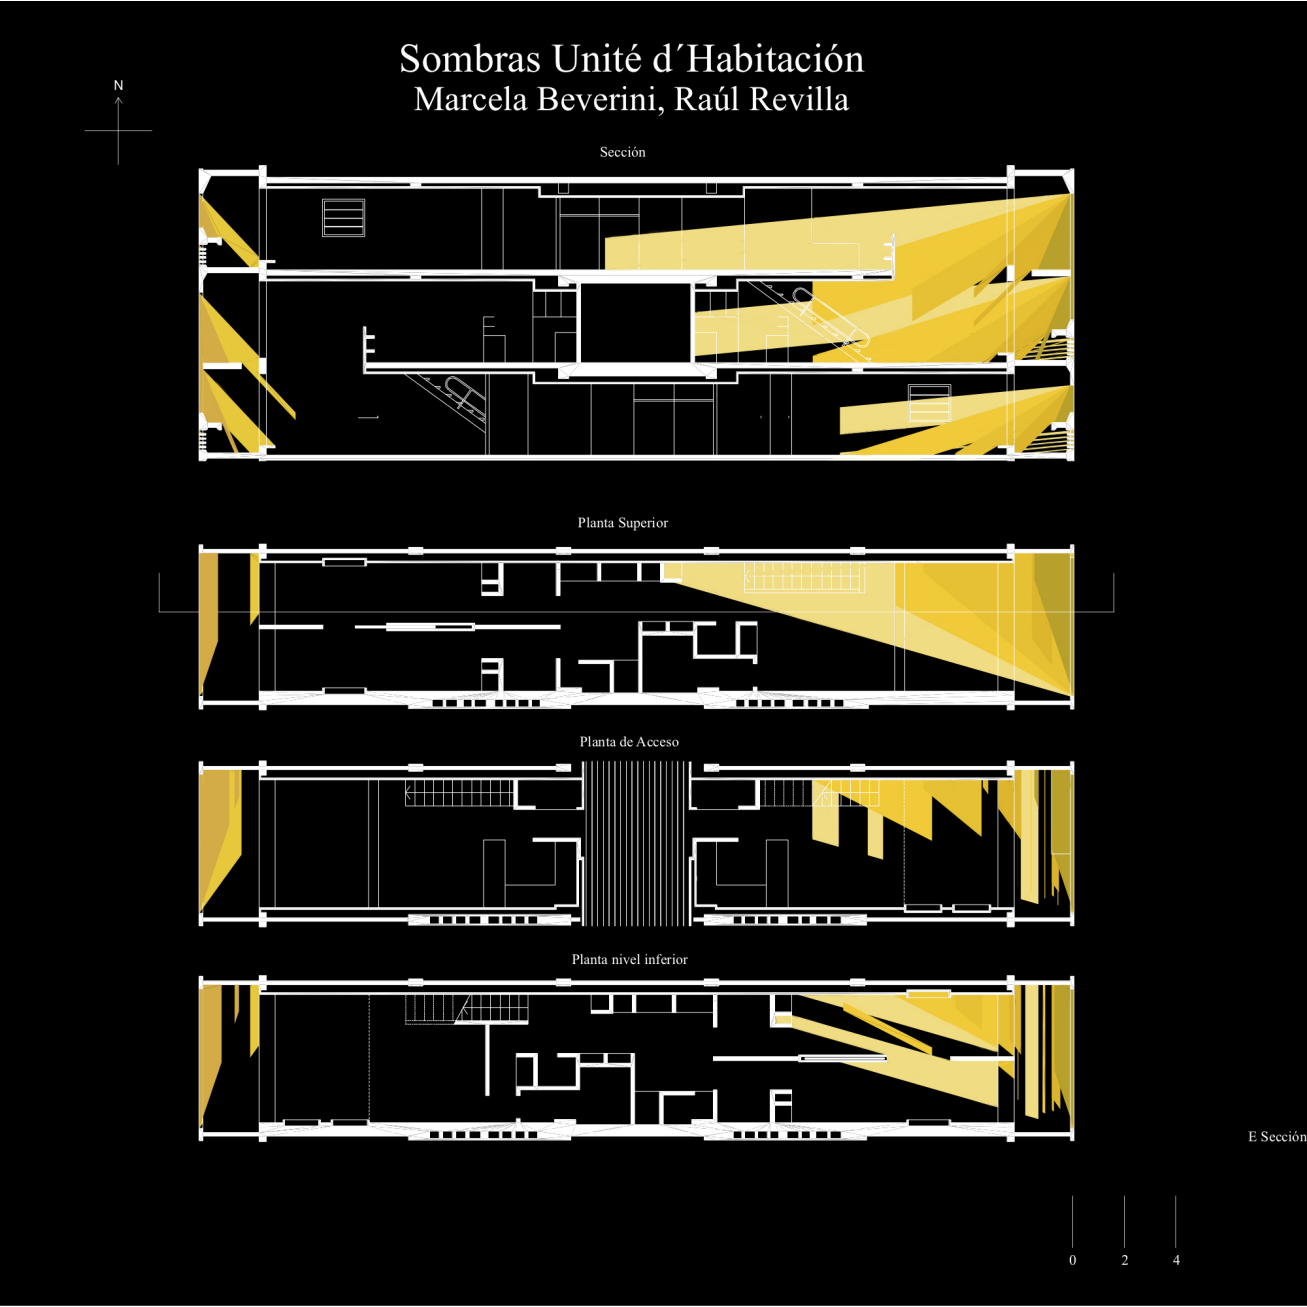 Sombras Unité d´Habitación
Marcela Beverini, Raúl Revilla
N
Sección
Planta Superior
Planta de Acceso
Planta nivel inferior
E Sección
0 2 4